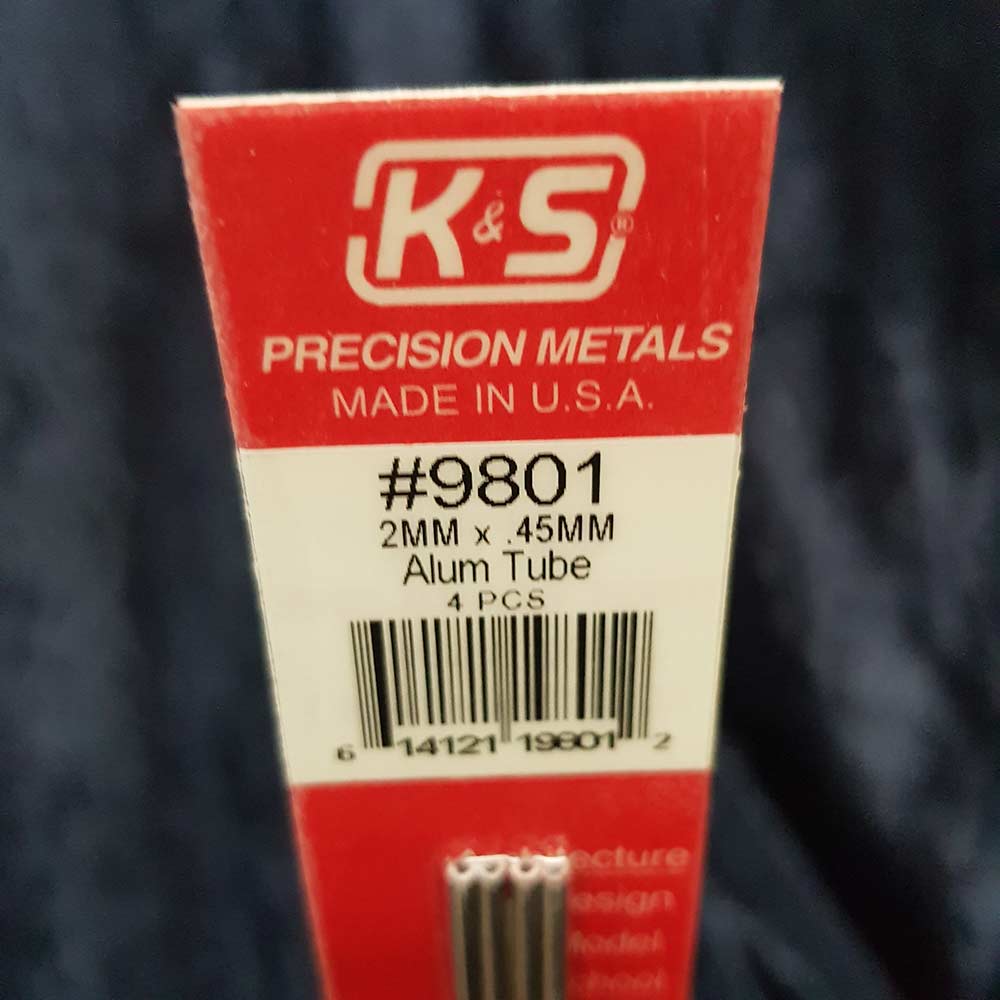 K&S®
PRECISION METALS
MADE IN U.S.A.
#9801
2MM x .45MM
Alum Tube
4 PCS
6 14121 19801 2